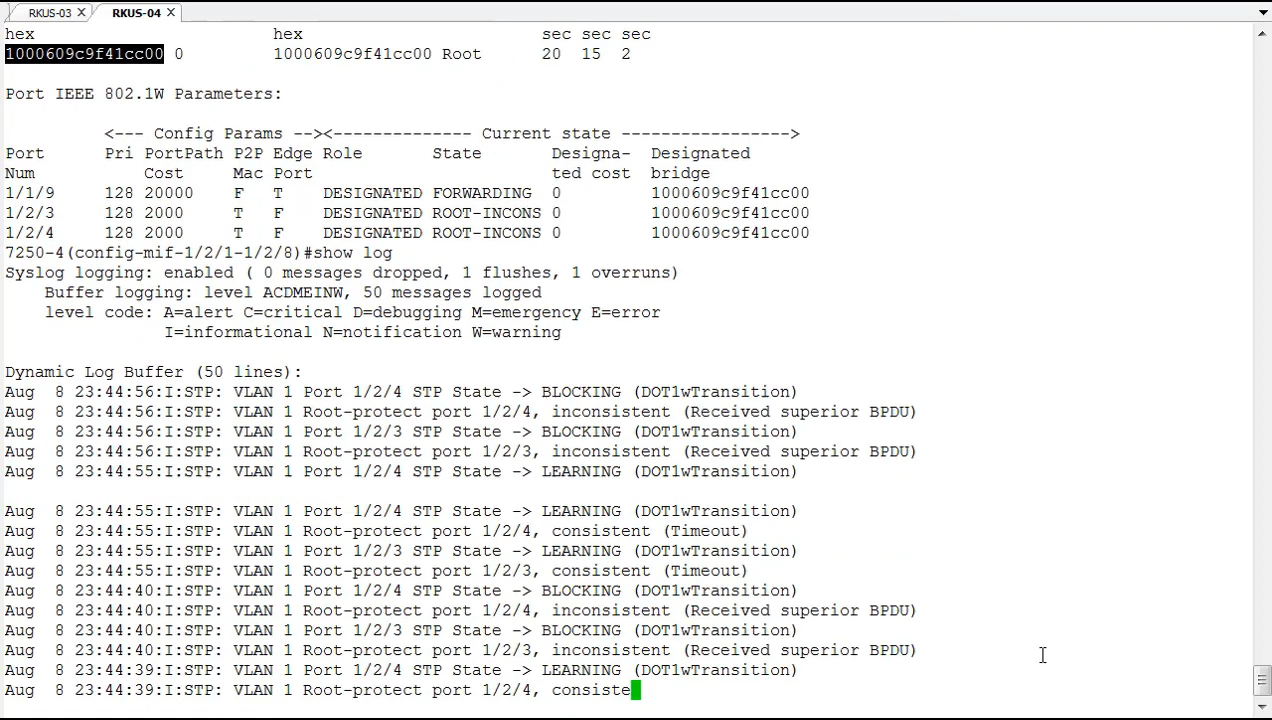 RKUS-03 X RKUS-04 X
hex                        hex                        sec sec sec
1000609c9f41cc00 0         1000609c9f41cc00 Root      20  15  2
Port IEEE 802.1W Parameters:
          <--- Config Params --><-------------- Current state ----------------->
Port      Pri PortPath P2P Edge Role       State       Designa-   Designated
Num           Cost     Mac Port                        ted cost   bridge
1/1/9     128 20000    F   T    DESIGNATED FORWARDING  0          1000609c9f41cc00
1/2/3     128 2000     T   F    DESIGNATED ROOT-INCONS 0          1000609c9f41cc00
1/2/4     128 2000     T   F    DESIGNATED ROOT-INCONS 0          1000609c9f41cc00
7250-4(config-mif-1/2/1-1/2/8)#show log
Syslog logging: enabled ( 0 messages dropped, 1 flushes, 1 overruns)
    Buffer logging: level ACDMEINW, 50 messages logged
    level code: A=alert C=critical D=debugging M=emergency E=error
                I=informational N=notification W=warning
Dynamic Log Buffer (50 lines):
Aug  8 23:44:56:I:STP: VLAN 1 Port 1/2/4 STP State -> BLOCKING (DOT1wTransition)
Aug  8 23:44:56:I:STP: VLAN 1 Root-protect port 1/2/4, inconsistent (Received superior BPDU)
Aug  8 23:44:56:I:STP: VLAN 1 Port 1/2/3 STP State -> BLOCKING (DOT1wTransition)
Aug  8 23:44:56:I:STP: VLAN 1 Root-protect port 1/2/3, inconsistent (Received superior BPDU)
Aug  8 23:44:55:I:STP: VLAN 1 Port 1/2/4 STP State -> LEARNING (DOT1wTransition)
Aug  8 23:44:55:I:STP: VLAN 1 Port 1/2/4 STP State -> LEARNING (DOT1wTransition)
Aug  8 23:44:55:I:STP: VLAN 1 Root-protect port 1/2/4, consistent (Timeout)
Aug  8 23:44:55:I:STP: VLAN 1 Port 1/2/3 STP State -> LEARNING (DOT1wTransition)
Aug  8 23:44:55:I:STP: VLAN 1 Root-protect port 1/2/3, consistent (Timeout)
Aug  8 23:44:40:I:STP: VLAN 1 Port 1/2/4 STP State -> BLOCKING (DOT1wTransition)
Aug  8 23:44:40:I:STP: VLAN 1 Root-protect port 1/2/4, inconsistent (Received superior BPDU)
Aug  8 23:44:40:I:STP: VLAN 1 Port 1/2/3 STP State -> BLOCKING (DOT1wTransition)
Aug  8 23:44:40:I:STP: VLAN 1 Root-protect port 1/2/3, inconsistent (Received superior BPDU)
Aug  8 23:44:39:I:STP: VLAN 1 Port 1/2/4 STP State -> LEARNING (DOT1wTransition)
Aug  8 23:44:39:I:STP: VLAN 1 Root-protect port 1/2/4, consiste